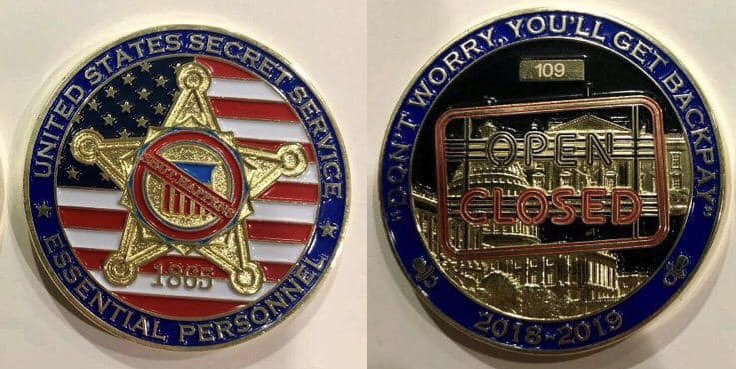 UNITED STATES SECRET SERVICE
1865
ESSENTIAL PERSONNEL
"DON'T WORRY, YOU'LL GET BACKPAY"
109
OPEN
CLOSED
2018-2019